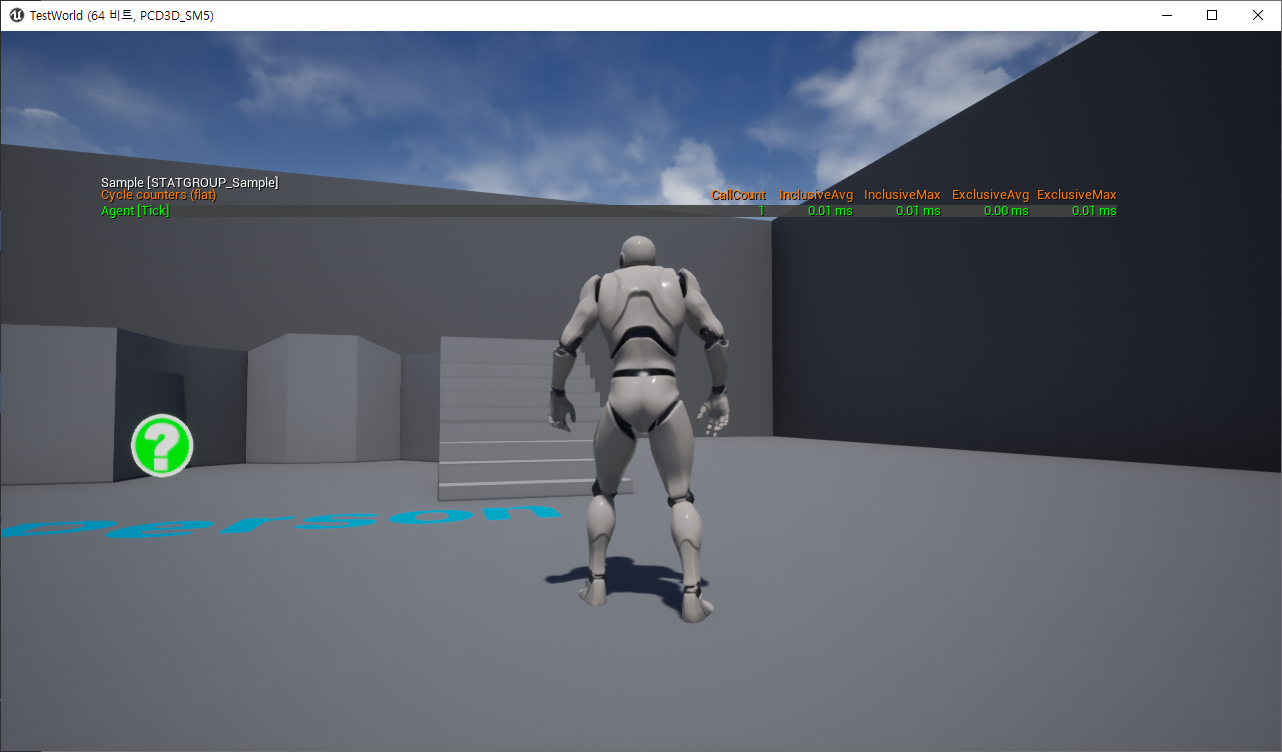 TestWorld (64 비트, PCD3D_SM5)
Sample [STATGROUP_Sample]
Cycle counters (flat) CallCount InclusiveAvg InclusiveMax ExclusiveAvg ExclusiveMax
Agent [Tick] 1 0.01 ms 0.01 ms 0.00 ms 0.01 ms
?
person